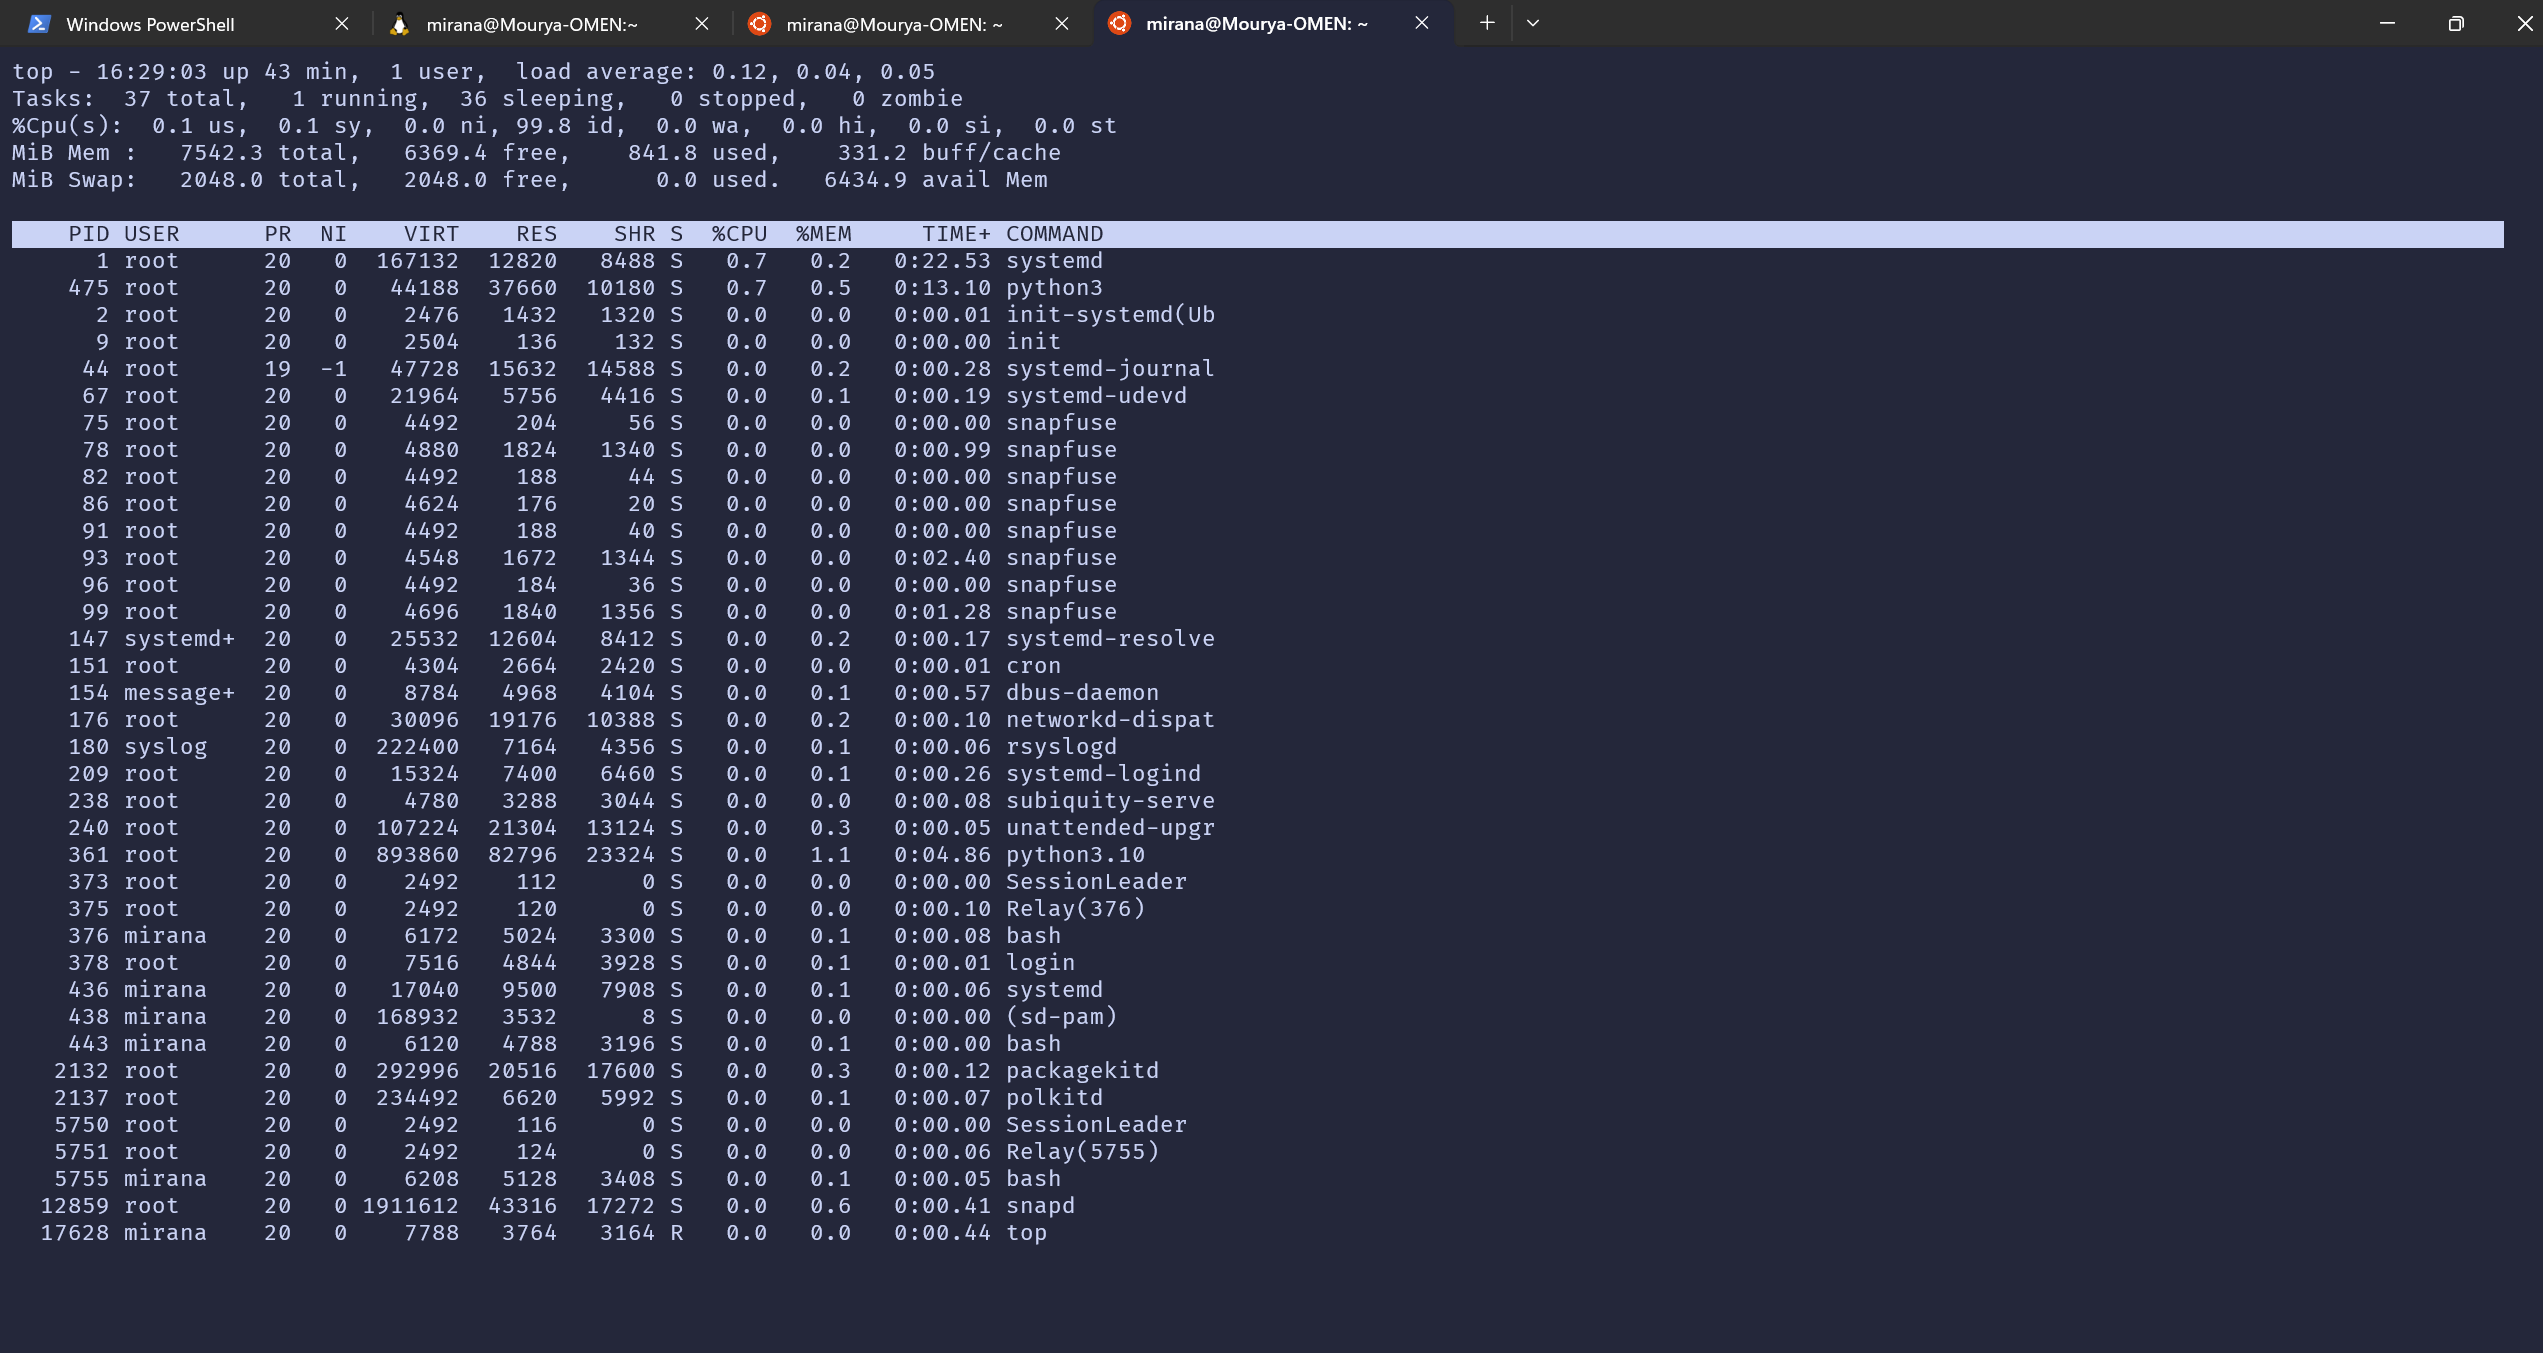 Windows PowerShell mirana@Mourya-OMEN:~ mirana@Mourya-OMEN: ~ mirana@Mourya-OMEN: ~
top - 16:29:03 up 43 min,  1 user,  load average: 0.12, 0.04, 0.05
Tasks:  37 total,   1 running,  36 sleeping,   0 stopped,   0 zombie
%Cpu(s):  0.1 us,  0.1 sy,  0.0 ni, 99.8 id,  0.0 wa,  0.0 hi,  0.0 si,  0.0 st
MiB Mem :   7542.3 total,   6369.4 free,    841.8 used,    331.2 buff/cache
MiB Swap:   2048.0 total,   2048.0 free,      0.0 used.   6434.9 avail Mem
PID USER PR NI VIRT RES SHR S %CPU %MEM TIME+ COMMAND
1 root 20 0 167132 12820 8488 S 0.7 0.2 0:22.53 systemd
475 root 20 0 44188 37660 10180 S 0.7 0.5 0:13.10 python3
2 root 20 0 2476 1432 1320 S 0.0 0.0 0:00.01 init-systemd(Ub
9 root 20 0 2504 136 132 S 0.0 0.0 0:00.00 init
44 root 19 -1 47728 15632 14588 S 0.0 0.2 0:00.28 systemd-journal
67 root 20 0 21964 5756 4416 S 0.0 0.1 0:00.19 systemd-udevd
75 root 20 0 4492 204 56 S 0.0 0.0 0:00.00 snapfuse
78 root 20 0 4880 1824 1340 S 0.0 0.0 0:00.99 snapfuse
82 root 20 0 4492 188 44 S 0.0 0.0 0:00.00 snapfuse
86 root 20 0 4624 176 20 S 0.0 0.0 0:00.00 snapfuse
91 root 20 0 4492 188 40 S 0.0 0.0 0:00.00 snapfuse
93 root 20 0 4548 1672 1344 S 0.0 0.0 0:02.40 snapfuse
96 root 20 0 4492 184 36 S 0.0 0.0 0:00.00 snapfuse
99 root 20 0 4696 1840 1356 S 0.0 0.0 0:01.28 snapfuse
147 systemd+ 20 0 25532 12604 8412 S 0.0 0.2 0:00.17 systemd-resolve
151 root 20 0 4304 2664 2420 S 0.0 0.0 0:00.01 cron
154 message+ 20 0 8784 4968 4104 S 0.0 0.1 0:00.57 dbus-daemon
176 root 20 0 30096 19176 10388 S 0.0 0.2 0:00.10 networkd-dispat
180 syslog 20 0 222400 7164 4356 S 0.0 0.1 0:00.06 rsyslogd
209 root 20 0 15324 7400 6460 S 0.0 0.1 0:00.26 systemd-logind
238 root 20 0 4780 3288 3044 S 0.0 0.0 0:00.08 subiquity-serve
240 root 20 0 107224 21304 13124 S 0.0 0.3 0:00.05 unattended-upgr
361 root 20 0 893860 82796 23324 S 0.0 1.1 0:04.86 python3.10
373 root 20 0 2492 112 0 S 0.0 0.0 0:00.00 SessionLeader
375 root 20 0 2492 120 0 S 0.0 0.0 0:00.10 Relay(376)
376 mirana 20 0 6172 5024 3300 S 0.0 0.1 0:00.08 bash
378 root 20 0 7516 4844 3928 S 0.0 0.1 0:00.01 login
436 mirana 20 0 17040 9500 7908 S 0.0 0.1 0:00.06 systemd
438 mirana 20 0 168932 3532 8 S 0.0 0.0 0:00.00 (sd-pam)
443 mirana 20 0 6120 4788 3196 S 0.0 0.1 0:00.00 bash
2132 root 20 0 292996 20516 17600 S 0.0 0.3 0:00.12 packagekitd
2137 root 20 0 234492 6620 5992 S 0.0 0.1 0:00.07 polkitd
5750 root 20 0 2492 116 0 S 0.0 0.0 0:00.00 SessionLeader
5751 root 20 0 2492 124 0 S 0.0 0.0 0:00.06 Relay(5755)
5755 mirana 20 0 6208 5128 3408 S 0.0 0.1 0:00.05 bash
12859 root 20 0 1911612 43316 17272 S 0.0 0.6 0:00.41 snapd
17628 mirana 20 0 7788 3764 3164 R 0.0 0.0 0:00.44 top